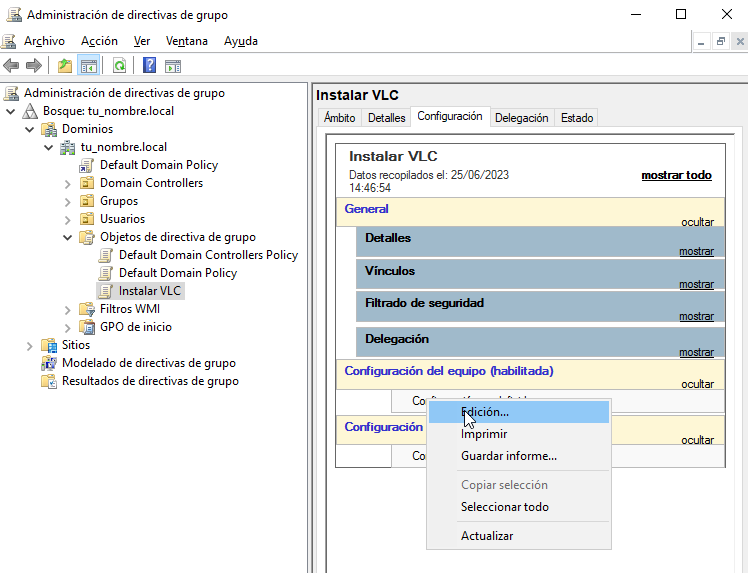 Administración de directivas de grupo
Archivo Acción Ver Ventana Ayuda
Administración de directivas de grupo
Bosque: tu_nombre.local
Dominios
tu_nombre.local
Default Domain Policy
Domain Controllers
Grupos
Usuarios
Objetos de directiva de grupo
Default Domain Controllers Policy
Default Domain Policy
Instalar VLC
Filtros WMI
GPO de inicio
Sitios
Modelado de directivas de grupo
Resultados de directivas de grupo
Instalar VLC
Ámbito Detalles Configuración Delegación Estado
Instalar VLC
Datos recopilados el: 25/06/2023 mostrar todo
14:46:54
General
ocultar
Detalles
mostrar
Vínculos
mostrar
Filtrado de seguridad
mostrar
Delegación
mostrar
Configuración del equipo (habilitada)
ocultar
Configuración
ocultar
Edición...
Imprimir
Guardar informe...
Copiar selección
Seleccionar todo
Actualizar